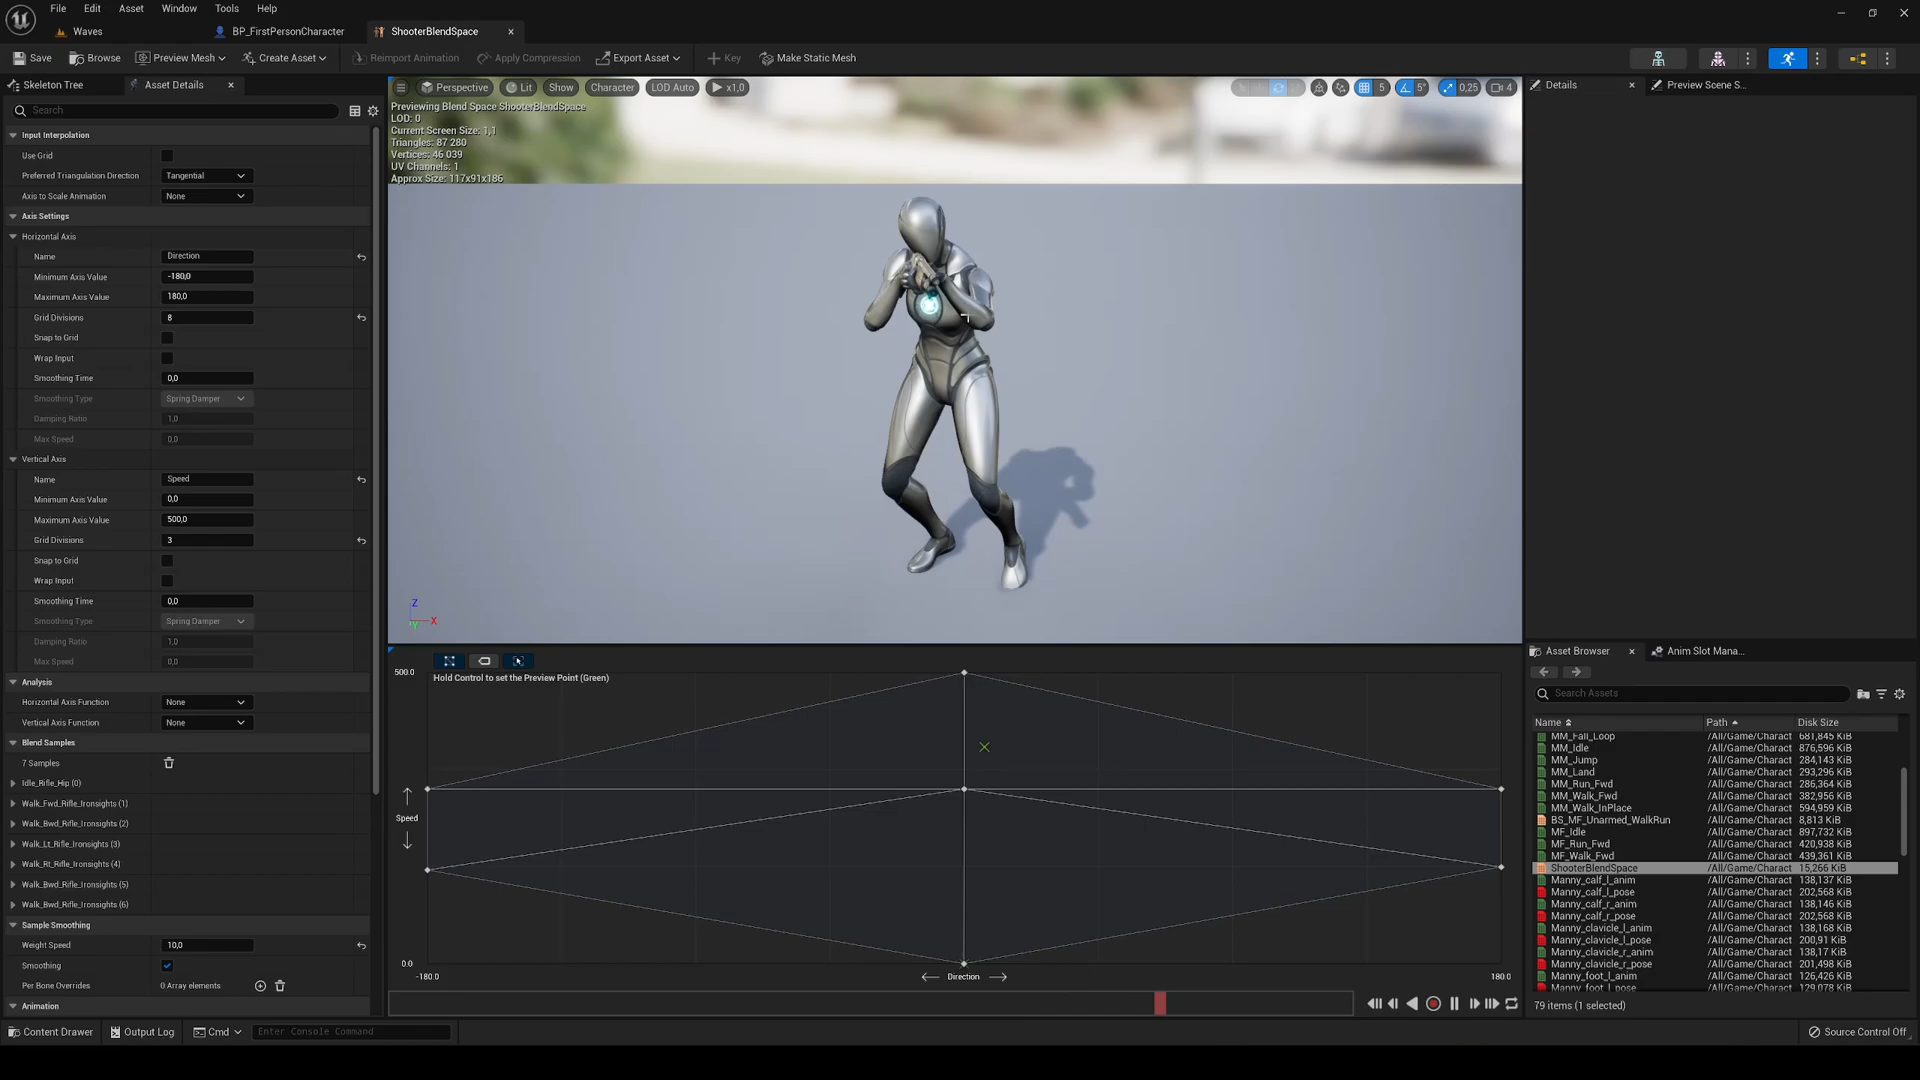 File Edit Asset Window Tools Help
Waves BP_FirstPersonCharacter ShooterBlendSpace
Save Browse Preview Mesh Create Asset Reimport Animation Apply Compression Export Asset Key Make Static Mesh
Skeleton Tree Asset Details
Search
Input Interpolation
Use Grid
Preferred Triangulation Direction Tangential
Axis to Scale Animation None
Axis Settings
Horizontal Axis
Name Direction
Minimum Axis Value -180,0
Maximum Axis Value 180,0
Grid Divisions 8
Snap to Grid
Wrap Input
Smoothing Time 0,0
Smoothing Type Spring Damper
Damping Ratio 1,0
Max Speed 0,0
Vertical Axis
Name Speed
Minimum Axis Value 0,0
Maximum Axis Value 500,0
Grid Divisions 3
Snap to Grid
Wrap Input
Smoothing Time 0,0
Smoothing Type Spring Damper
Damping Ratio 1,0
Max Speed 0,0
Analysis
Horizontal Axis Function None
Vertical Axis Function None
Blend Samples
7 Samples
Idle_Rifle_Hip (0)
Walk_Fwd_Rifle_Ironsights (1)
Walk_Bwd_Rifle_Ironsights (2)
Walk_Lt_Rifle_Ironsights (3)
Walk_Rt_Rifle_Ironsights (4)
Walk_Bwd_Rifle_Ironsights (5)
Walk_Bwd_Rifle_Ironsights (6)
Sample Smoothing
Weight Speed 10,0
Smoothing
Per Bone Overrides 0 Array elements
Animation
Perspective Lit Show Character LOD Auto x1,0 5 5° 0,25 4
Previewing Blend Space ShooterBlendSpace
LOD: 0
Current Screen Size: 1,1
Triangles: 87 280
Vertices: 46 039
UV Channels: 1
Approx Size: 117x91x186
Z
X
Y
500.0
Hold Control to set the Preview Point (Green)
Speed
0.0
-180.0 Direction 180.0
Details Preview Scene S...
Asset Browser Anim Slot Mana...
Search Assets
Name Path Disk Size
MM_Fall_Loop /All/Game/Charact 681,845 KiB
MM_Idle /All/Game/Charact 876,596 KiB
MM_Jump /All/Game/Charact 284,143 KiB
MM_Land /All/Game/Charact 293,296 KiB
MM_Run_Fwd /All/Game/Charact 286,364 KiB
MM_Walk_Fwd /All/Game/Charact 382,956 KiB
MM_Walk_InPlace /All/Game/Charact 594,959 KiB
BS_MF_Unarmed_WalkRun /All/Game/Charact 8,813 KiB
MF_Idle /All/Game/Charact 897,732 KiB
MF_Run_Fwd /All/Game/Charact 420,938 KiB
MF_Walk_Fwd /All/Game/Charact 439,361 KiB
ShooterBlendSpace /All/Game/Charact 15,266 KiB
Manny_calf_l_anim /All/Game/Charact 138,137 KiB
Manny_calf_l_pose /All/Game/Charact 202,568 KiB
Manny_calf_r_anim /All/Game/Charact 138,146 KiB
Manny_calf_r_pose /All/Game/Charact 202,568 KiB
Manny_clavicle_l_anim /All/Game/Charact 138,168 KiB
Manny_clavicle_l_pose /All/Game/Charact 200,91 KiB
Manny_clavicle_r_anim /All/Game/Charact 138,17 KiB
Manny_clavicle_r_pose /All/Game/Charact 201,498 KiB
Manny_foot_l_anim /All/Game/Charact 126,426 KiB
Manny_foot_l_pose /All/Game/Charact 129,078 KiB
79 items (1 selected)
Content Drawer Output Log Cmd Enter Console Command Source Control Off